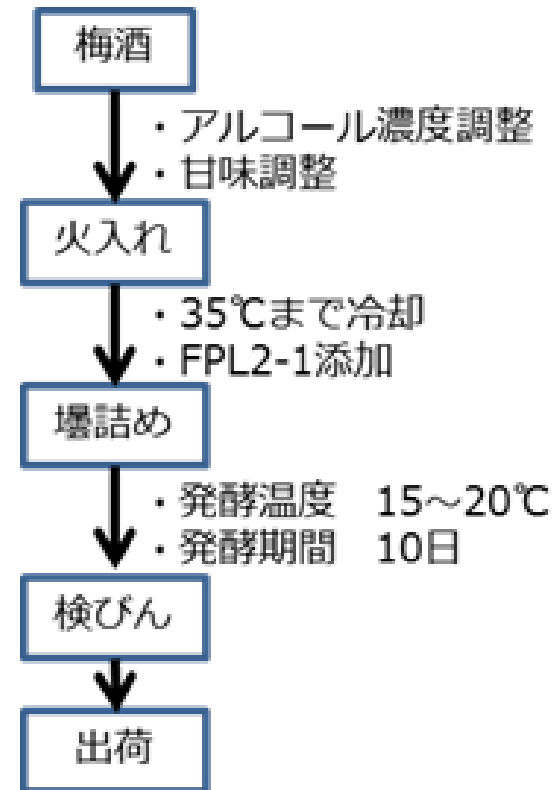 梅酒
・アルコール濃度調整
・甘味調整
火入れ
・35℃まで冷却
・FPL2-1添加
壜詰め
・発酵温度　15～20℃
・発酵期間　10日
検びん
出荷